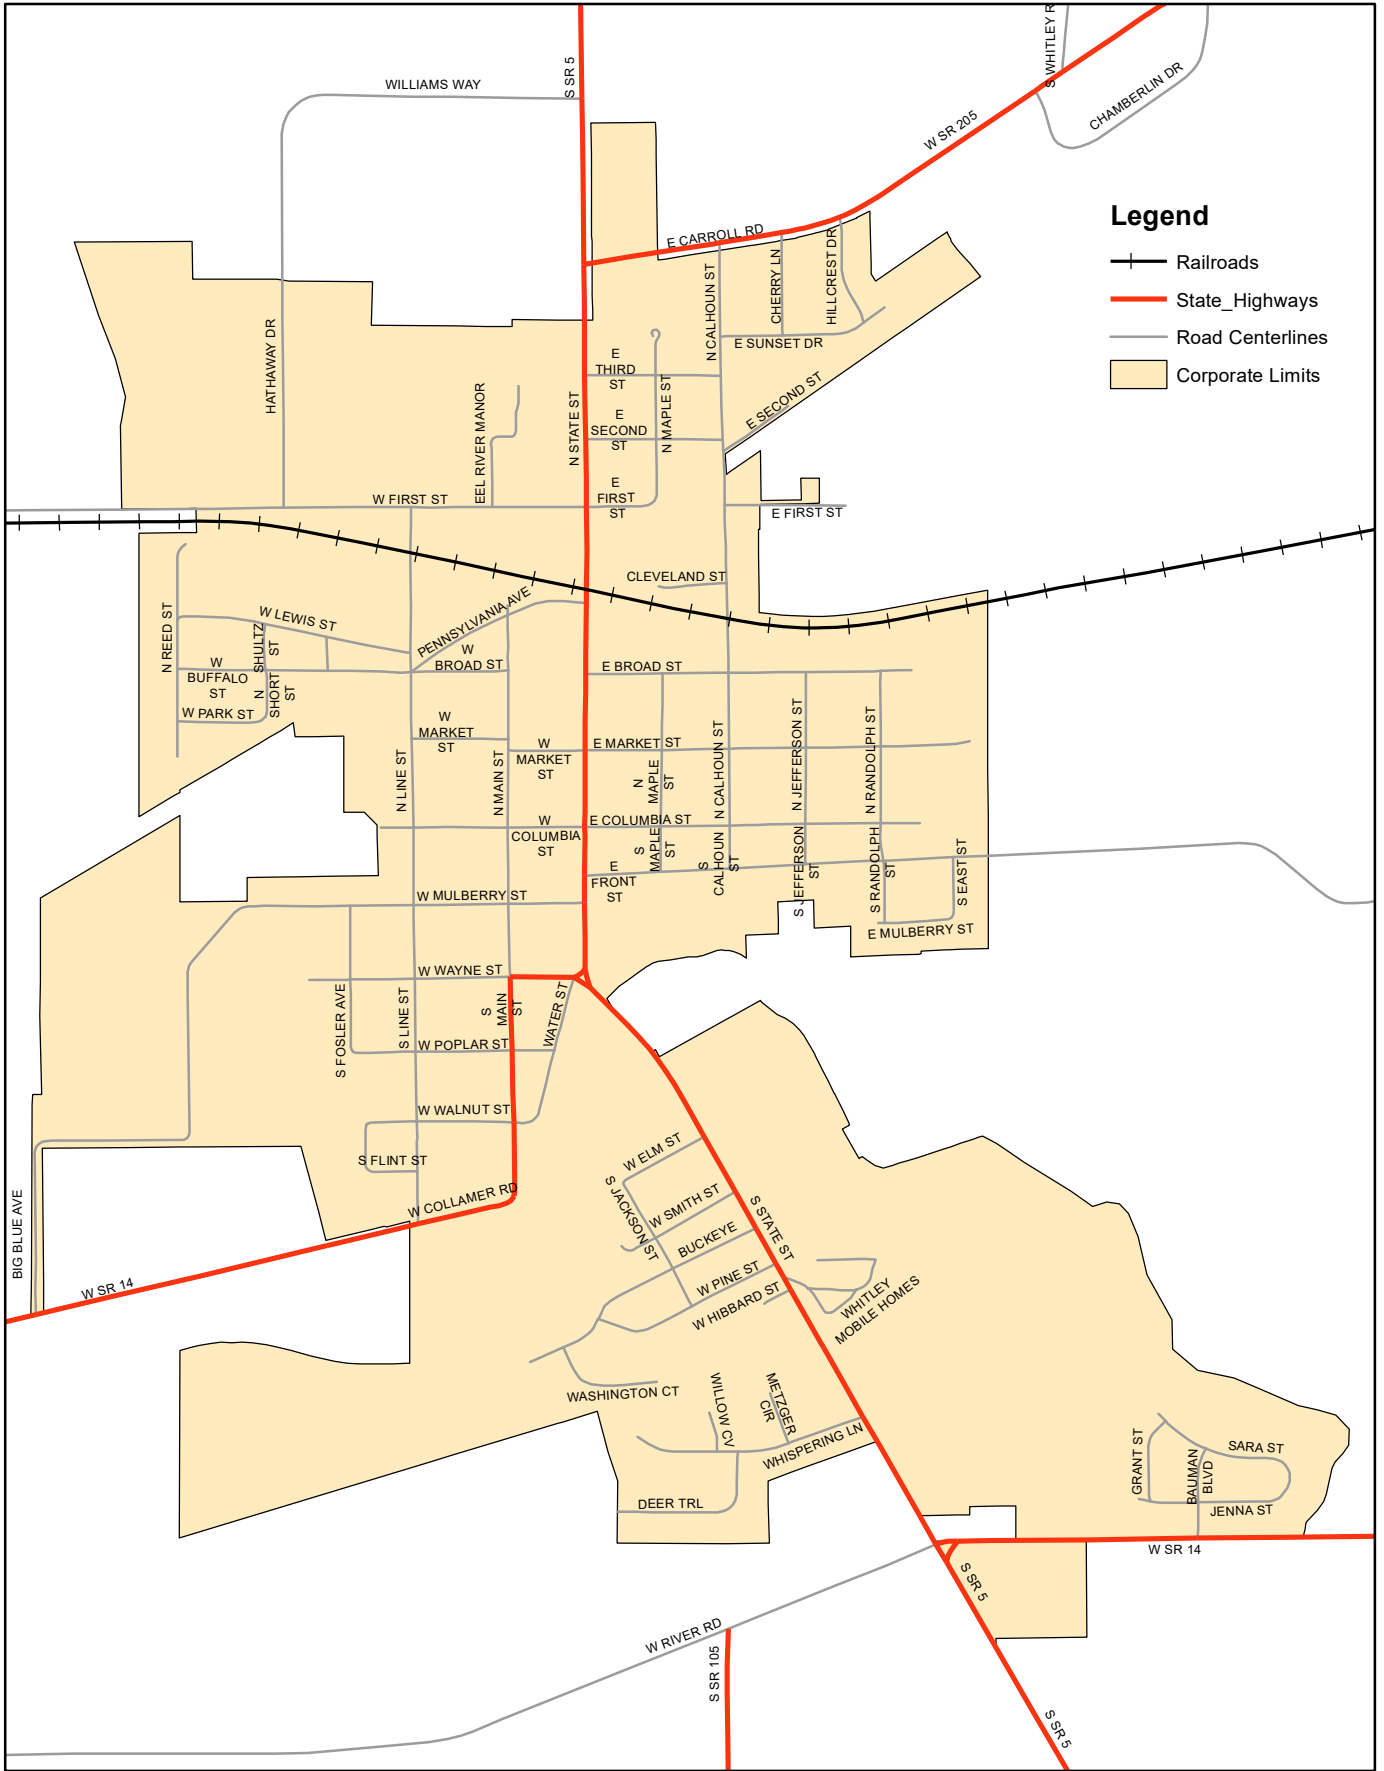 S SR 5
WILLIAMS WAY
S WHITLEY R
CHAMBERLIN DR
W SR 205
Legend
Railroads
State_Highways
Road Centerlines
Corporate Limits
E CARROLL RD
HATHAWAY DR
N CALHOUN ST
CHERRY LN
HILLCREST DR
E SUNSET DR
E
THIRD
ST
N MAPLE ST
E SECOND ST
EEL RIVER MANOR
N STATE ST
E
SECOND
ST
W FIRST ST
E
FIRST
ST
E FIRST ST
CLEVELAND ST
PENNSYLVANIA AVE
N REED ST
W LEWIS ST
SHULTZ
ST
W
BUFFALO
ST
N
SHORT
ST
W PARK ST
W
BROAD ST
E BROAD ST
W
MARKET
ST
W
MARKET
ST
E MARKET ST
N LINE ST
N MAIN ST
N
MAPLE
ST
N CALHOUN ST
N JEFFERSON ST
N RANDOLPH ST
W
COLUMBIA
ST
E COLUMBIA ST
S
MAPLE
ST
S
CALHOUN
ST
S JEFFERSON
ST
S RANDOLPH
ST
S EAST ST
E
FRONT
ST
W MULBERRY ST
E MULBERRY ST
W WAYNE ST
S FOSLER AVE
S LINE ST
S
MAIN
ST
WATER ST
W POPLAR ST
W WALNUT ST
S FLINT ST
W COLLAMER RD
BIG BLUE AVE
W SR 14
W ELM ST
S JACKSON ST
W SMITH ST
BUCKEYE
S STATE ST
W PINE ST
W HIBBARD ST
WHITLEY
MOBILE HOMES
WASHINGTON CT
WILLOW CV
METZGER
CIR
WHISPERING LN
DEER TRL
GRANT ST
BAUMAN
BLVD
SARA ST
JENNA ST
W SR 14
S SR 5
W RIVER RD
S SR 105
S SR 5